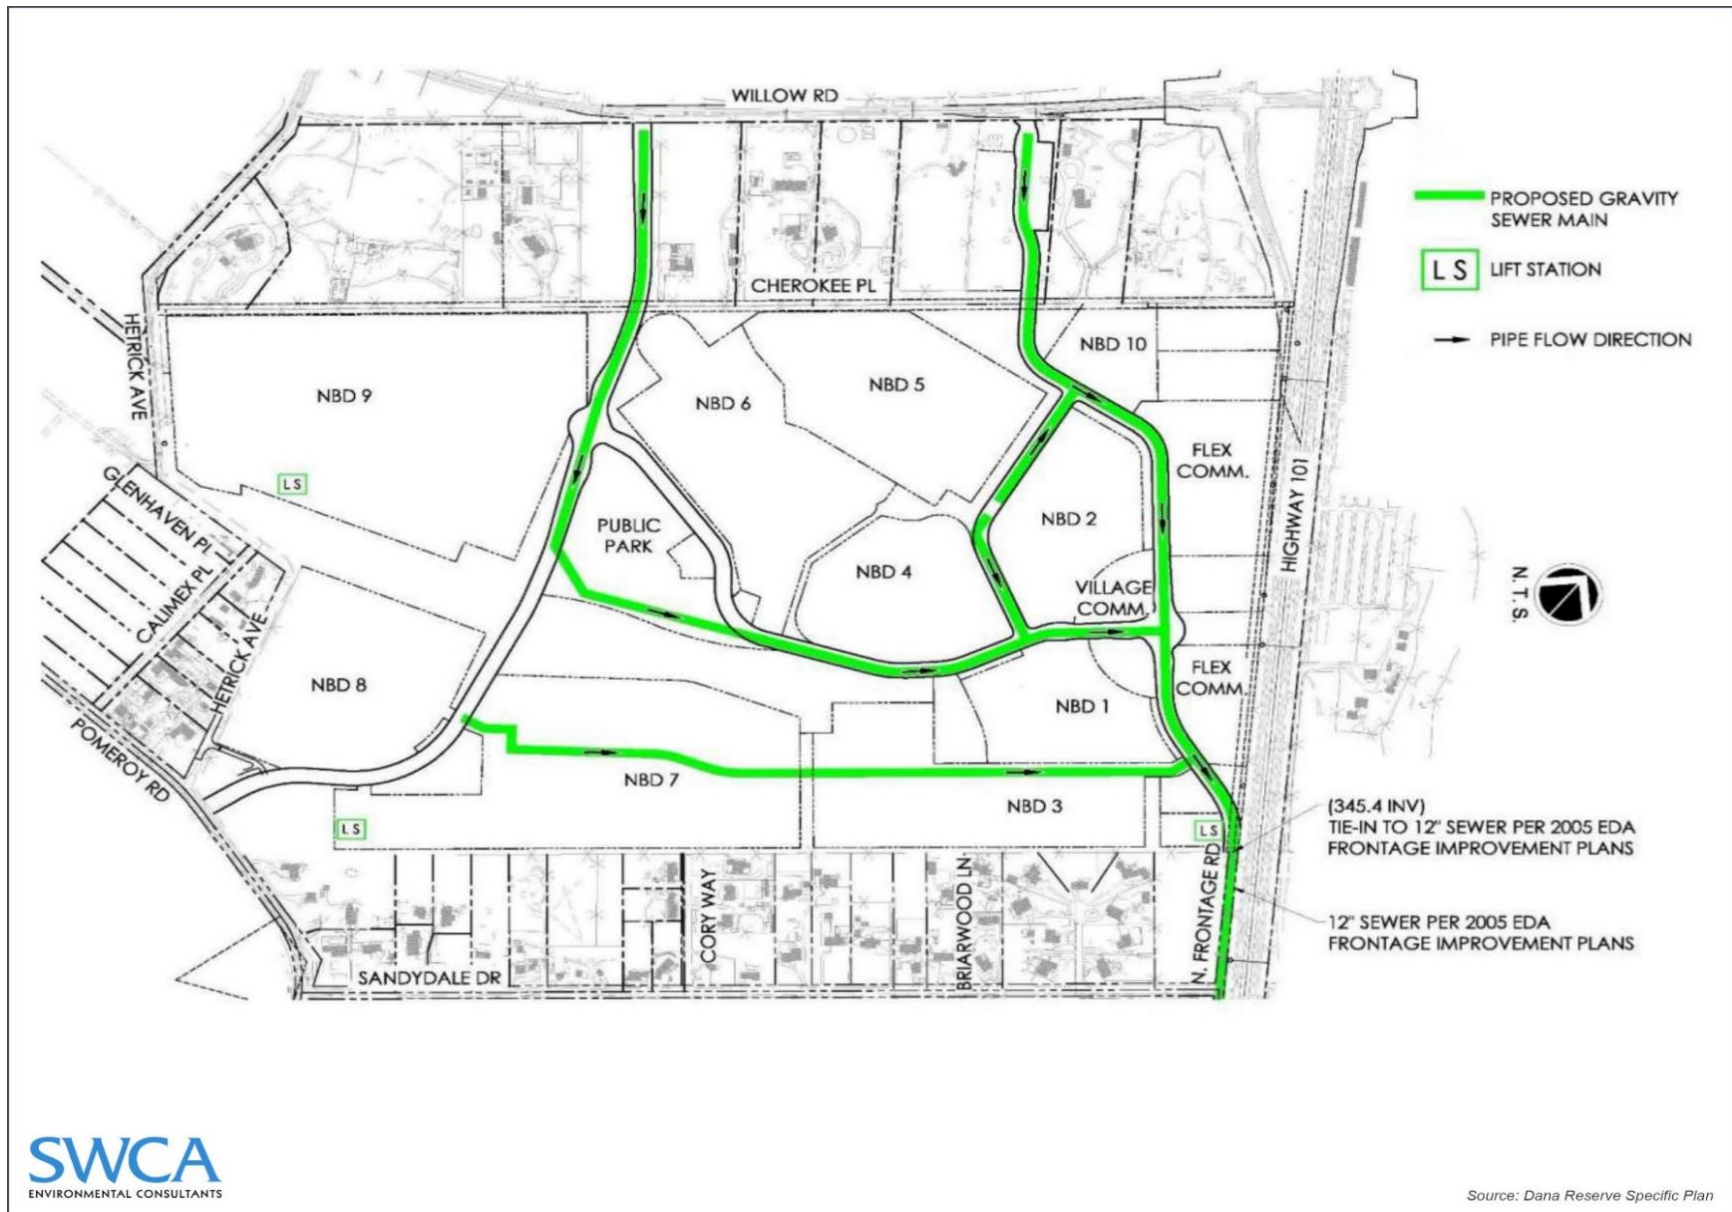 WILLOW RD
PROPOSED GRAVITY
SEWER MAIN
L S
LIFT STATION
PIPE FLOW DIRECTION
CHEROKEE PL
HETRICK AVE
NBD 10
NBD 9
NBD 6
NBD 5
FLEX
COMM.
HIGHWAY 101
L S
GLENHAVEN PL
CALIMEX PL
HETRICK AVE
POMEROY RD
PUBLIC
PARK
NBD 2
NBD 4
VILLAGE
COMM.
N. T. S.
NBD 8
FLEX
COMM.
NBD 1
NBD 7
NBD 3
L S
L S
(345.4 INV)
TIE-IN TO 12" SEWER PER 2005 EDA
FRONTAGE IMPROVEMENT PLANS
12" SEWER PER 2005 EDA
FRONTAGE IMPROVEMENT PLANS
CORY WAY
BRIARWOOD LN
N. FRONTAGE RD
SANDYDALE DR
SWCA
ENVIRONMENTAL CONSULTANTS
Source: Dana Reserve Specific Plan